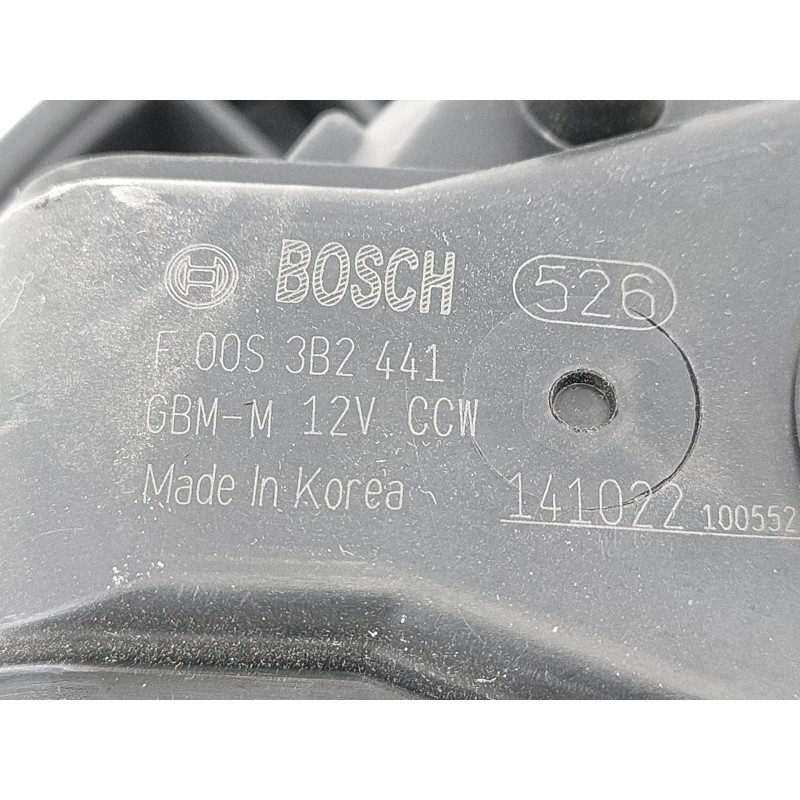 BOSCH 526
F 00S 3B2 441
GBM-M 12V CCW
Made In Korea 141022 100552